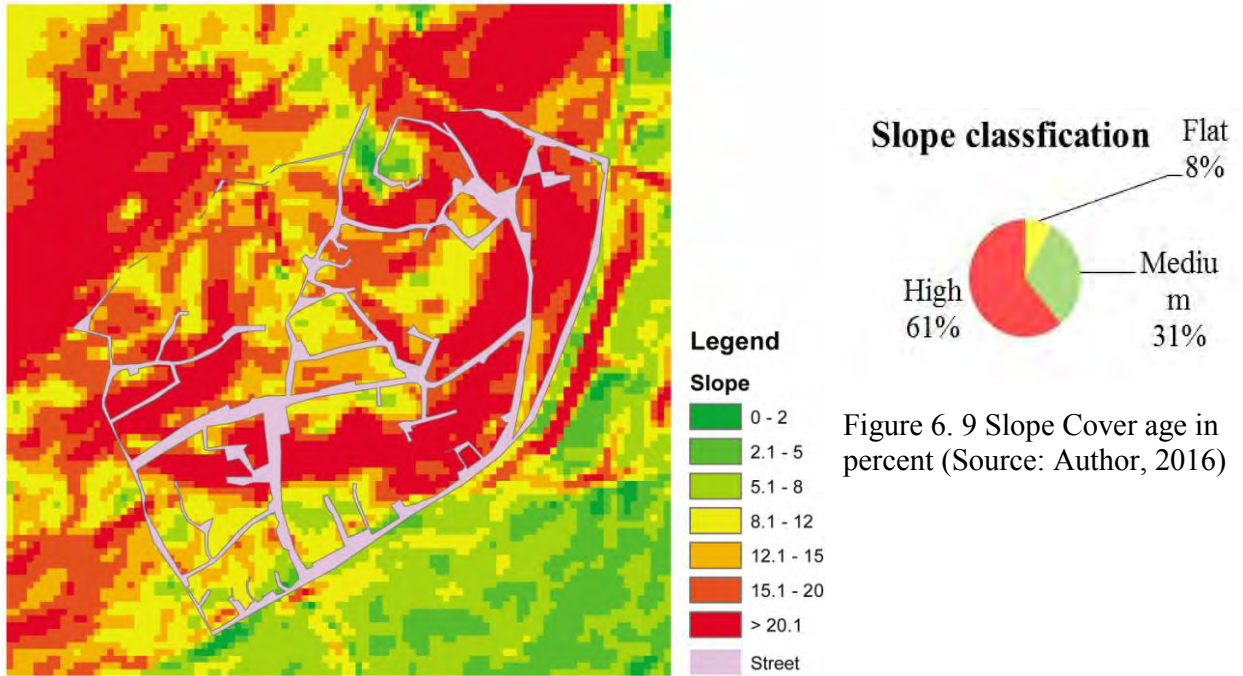 Legend
Slope
0 - 2
2.1 - 5
5.1 - 8
8.1 - 12
12.1 - 15
15.1 - 20
> 20.1
Street
Slope classfication
Flat
8%
Mediu
m
31%
High
61%
Figure 6. 9 Slope Cover age in
percent (Source: Author, 2016)